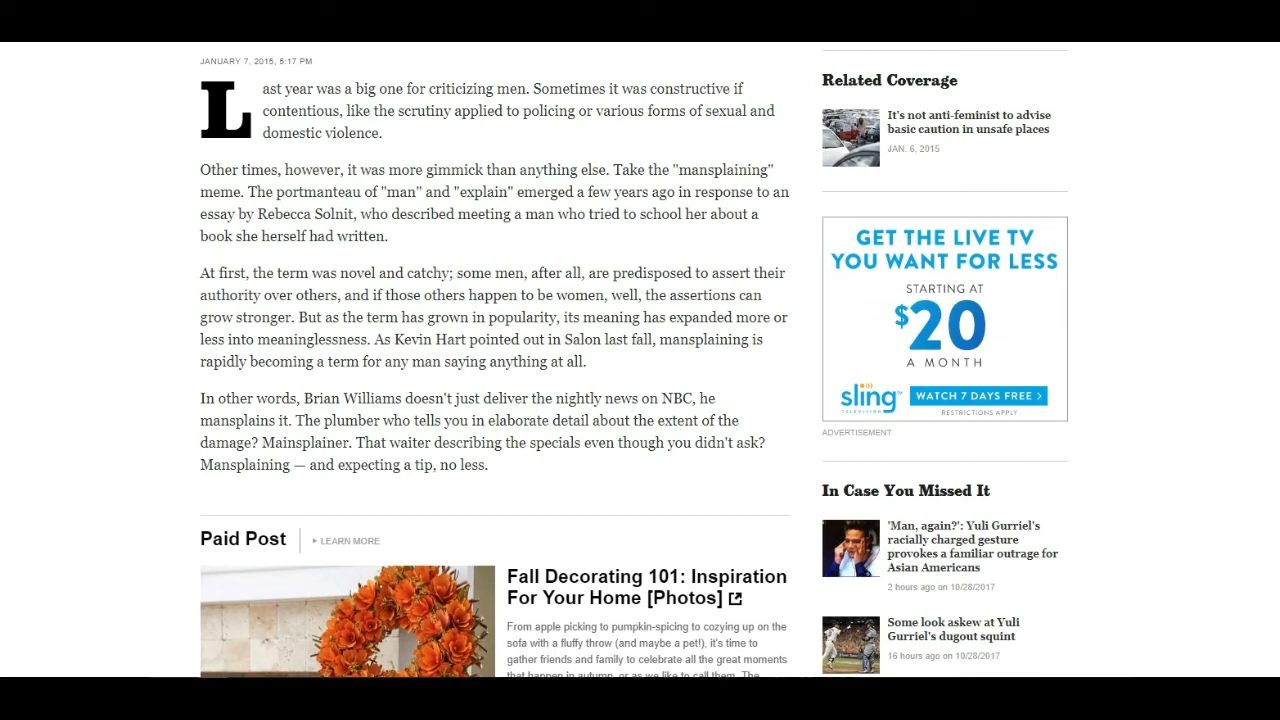 JANUARY 7, 2015, 5:17 PM
Last year was a big one for criticizing men. Sometimes it was constructive if
contentious, like the scrutiny applied to policing or various forms of sexual and
domestic violence.
Other times, however, it was more gimmick than anything else. Take the "mansplaining"
meme. The portmanteau of "man" and "explain" emerged a few years ago in response to an
essay by Rebecca Solnit, who described meeting a man who tried to school her about a
book she herself had written.
At first, the term was novel and catchy; some men, after all, are predisposed to assert their
authority over others, and if those others happen to be women, well, the assertions can
grow stronger. But as the term has grown in popularity, its meaning has expanded more or
less into meaninglessness. As Kevin Hart pointed out in Salon last fall, mansplaining is
rapidly becoming a term for any man saying anything at all.
In other words, Brian Williams doesn't just deliver the nightly news on NBC, he
mansplains it. The plumber who tells you in elaborate detail about the extent of the
damage? Mainsplainer. That waiter describing the specials even though you didn't ask?
Mansplaining — and expecting a tip, no less.
Paid Post
LEARN MORE
Fall Decorating 101: Inspiration
For Your Home [Photos]
From apple picking to pumpkin-spicing to cozying up on the
sofa with a fluffy throw (and maybe a pet!), it's time to
gather friends and family to celebrate all the great moments
that happen in autumn, or as we like to call them, The
Related Coverage
It's not anti-feminist to advise
basic caution in unsafe places
JAN. 6, 2015
GET THE LIVE TV
YOU WANT FOR LESS
STARTING AT
$20
A MONTH
sling
TELEVISION
WATCH 7 DAYS FREE >
RESTRICTIONS APPLY
ADVERTISEMENT
In Case You Missed It
'Man, again?': Yuli Gurriel's
racially charged gesture
provokes a familiar outrage for
Asian Americans
2 hours ago on 10/28/2017
Some look askew at Yuli
Gurriel's dugout squint
16 hours ago on 10/28/2017